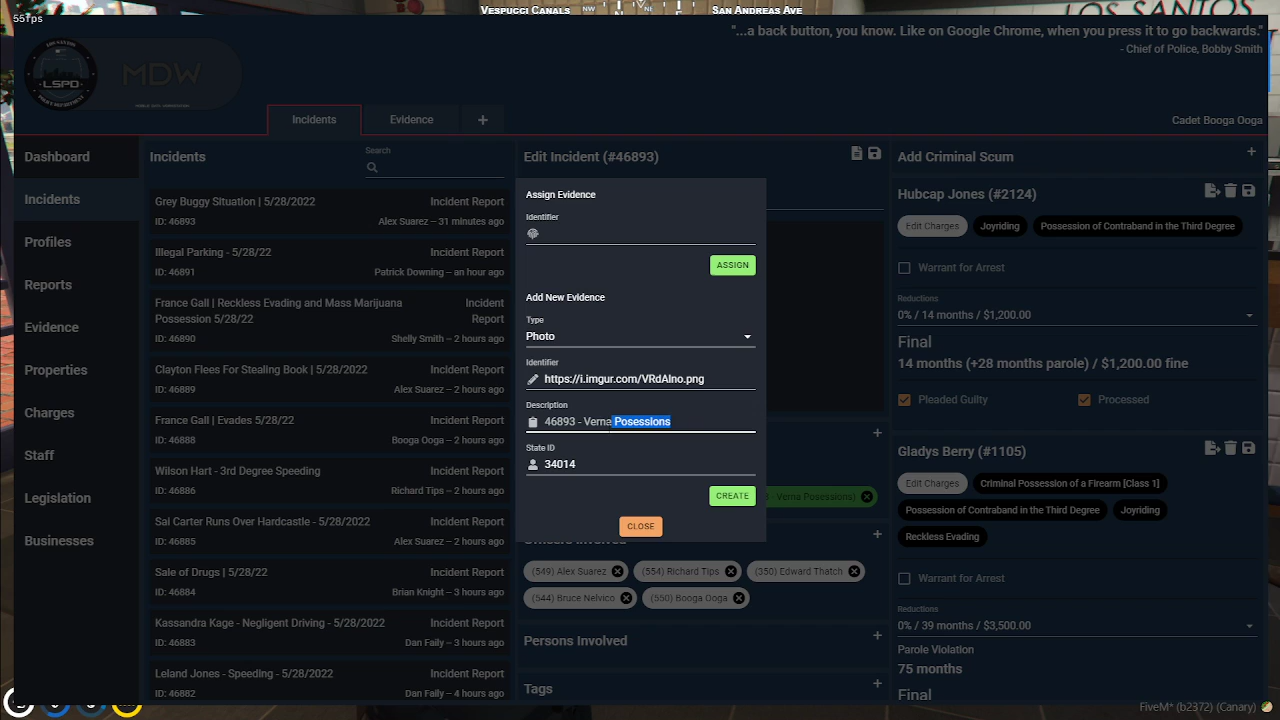 55fps
Vespucci Canals
NW
NE
San Andreas Ave
LOS SANTOS
"...a back button, you know. Like on Google Chrome, when you press it to go backwards."
- Chief of Police, Bobby Smith
LSPD
MDW
Incidents
Evidence
+
Cadet Booga Ooga
Dashboard
Incidents
Profiles
Reports
Evidence
Properties
Charges
Staff
Legislation
Businesses
Incidents
Search
Grey Buggy Situation | 5/28/2022
Incident Report
ID: 46893
Alex Suarez – 31 minutes ago
Illegal Parking - 5/28/22
Incident Report
ID: 46891
Patrick Downing – an hour ago
France Gall | Reckless Evading and Mass Marijuana
Possession 5/28/22
Incident
Report
ID: 46890
Shelly Smith – 2 hours ago
Clayton Flees For Stealing Book | 5/28/22
Incident Report
ID: 46889
Alex Suarez – 2 hours ago
France Gall | Evades 5/28/22
Incident Report
ID: 46888
Booga Ooga – 2 hours ago
Wilson Hart - 3rd Degree Speeding
Incident Report
ID: 46886
Richard Tips – 2 hours ago
Sal Carter Runs Over Hardcastle - 5/28/22
Incident Report
ID: 46885
Alex Suarez – 2 hours ago
Sale of Drugs | 5/28/22
Incident Report
ID: 46884
Brian Knight – 3 hours ago
Kassandra Kage - Negligent Driving - 5/28/2022
Incident Report
ID: 46883
Dan Faily – 3 hours ago
Leland Jones - Speeding - 5/28/2022
Incident Report
ID: 46882
Dan Faily – 4 hours ago
Edit Incident (#46893)
Assign Evidence
Identifier
ASSIGN
Add New Evidence
Type
Photo
Identifier
https://i.imgur.com/VRdAlno.png
Description
46893 - Verna Posessions
State ID
34014
CREATE
CLOSE
- Verna Posessions)
Officers Involved
(549) Alex Suarez
(554) Richard Tips
(350) Edward Thatch
(544) Bruce Nelvico
(550) Booga Ooga
Persons Involved
Tags
Add Criminal Scum
Hubcap Jones (#2124)
Edit Charges
Joyriding
Possession of Contraband in the Third Degree
Warrant for Arrest
Reductions
0% / 14 months / $1,200.00
Final
14 months (+28 months parole) / $1,200.00 fine
Pleaded Guilty
Processed
Gladys Berry (#1105)
Edit Charges
Criminal Possession of a Firearm [Class 1]
Possession of Contraband in the Third Degree
Joyriding
Reckless Evading
Warrant for Arrest
Reductions
0% / 39 months / $3,500.00
Parole Violation
75 months
Final
FiveM* (b2372) (Canary)